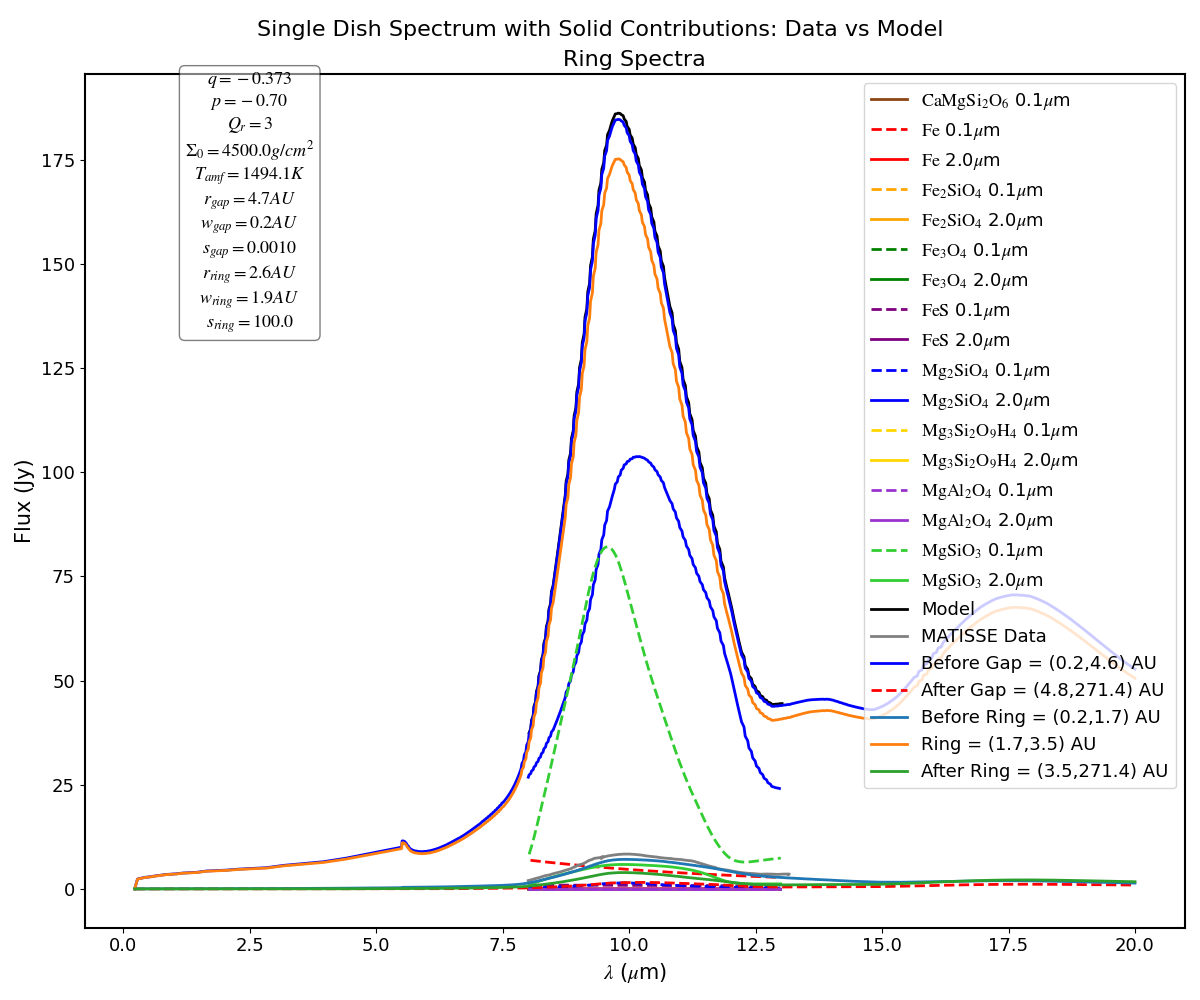 Single Dish Spectrum with Solid Contributions: Data vs Model
Ring Spectra
q = −0.373
p = −0.70
Qᵣ = 3
Σ₀ = 4500.0g/cm²
T_amf = 1494.1K
r_gap = 4.7AU
w_gap = 0.2AU
s_gap = 0.0010
r_ring = 2.6AU
w_ring = 1.9AU
s_ring = 100.0
CaMgSi₂O₆ 0.1μm
Fe 0.1μm
Fe 2.0μm
Fe₂SiO₄ 0.1μm
Fe₂SiO₄ 2.0μm
Fe₃O₄ 0.1μm
Fe₃O₄ 2.0μm
FeS 0.1μm
FeS 2.0μm
Mg₂SiO₄ 0.1μm
Mg₂SiO₄ 2.0μm
Mg₃Si₂O₉H₄ 0.1μm
Mg₃Si₂O₉H₄ 2.0μm
MgAl₂O₄ 0.1μm
MgAl₂O₄ 2.0μm
MgSiO₃ 0.1μm
MgSiO₃ 2.0μm
Model
MATISSE Data
Before Gap = (0.2,4.6) AU
After Gap = (4.8,271.4) AU
Before Ring = (0.2,1.7) AU
Ring = (1.7,3.5) AU
After Ring = (3.5,271.4) AU
Flux (Jy)
175
150
125
100
75
50
25
0
0.0 2.5 5.0 7.5 10.0 12.5 15.0 17.5 20.0
λ (μm)